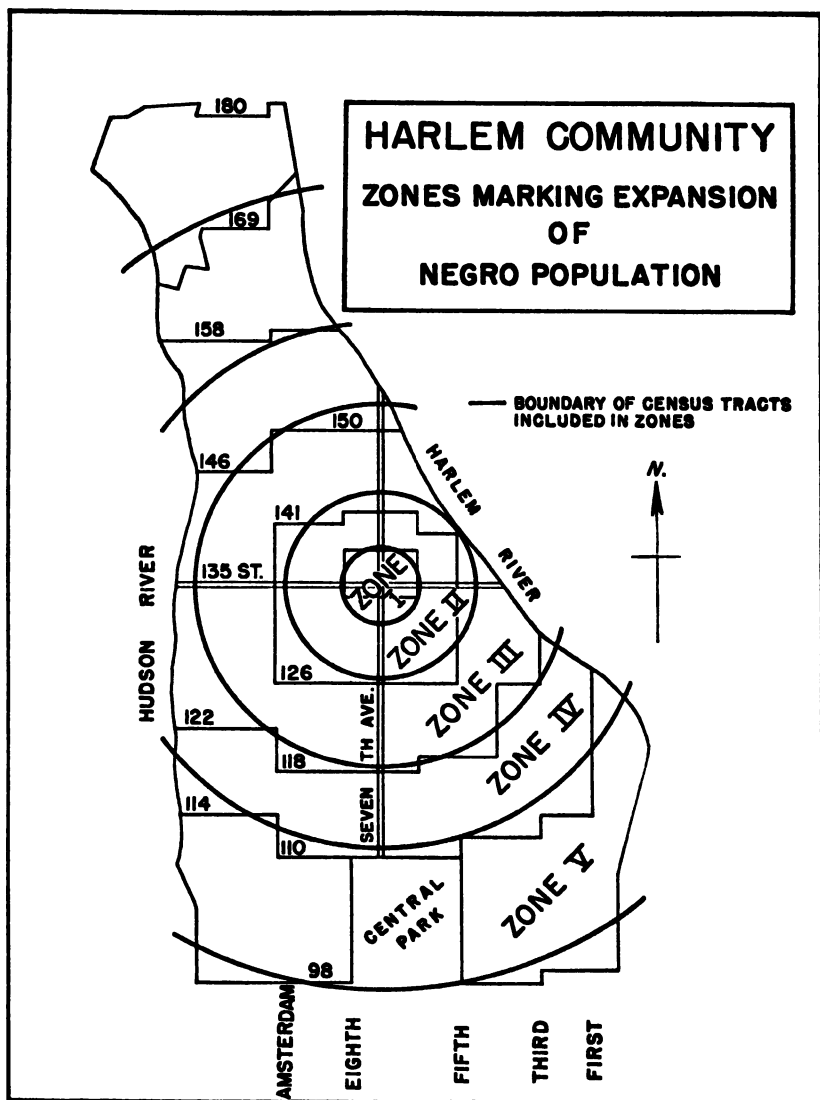 180
HARLEM COMMUNITY
ZONES MARKING EXPANSION
OF
NEGRO POPULATION
169
158
BOUNDARY OF CENSUS TRACTS
INCLUDED IN ZONES
150
146
HARLEM RIVER
N.
141
135 ST.
HUDSON RIVER
ZONE I
ZONE II
126
ZONE III
122
118
SEVENTH AVE.
ZONE IV
114
110
ZONE V
CENTRAL
PARK
98
AMSTERDAM
EIGHTH
FIFTH
THIRD
FIRST